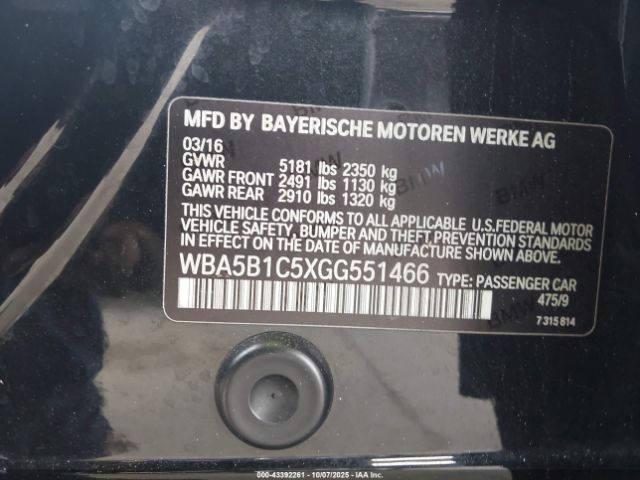 MFD BY BAYERISCHE MOTOREN WERKE AG
03/16
GVWR 5181 lbs 2350 kg
GAWR FRONT 2491 lbs 1130 kg
GAWR REAR 2910 lbs 1320 kg
THIS VEHICLE CONFORMS TO ALL APPLICABLE U.S.FEDERAL MOTOR
VEHICLE SAFETY, BUMPER AND THEFT PREVENTION STANDARDS
IN EFFECT ON THE DATE OF MANUFACTURE SHOWN ABOVE.
WBA5B1C5XGG551466 TYPE: PASSENGER CAR
475/9
7 315 814
000-43392261 - 10/07/2025 - IAA Inc.